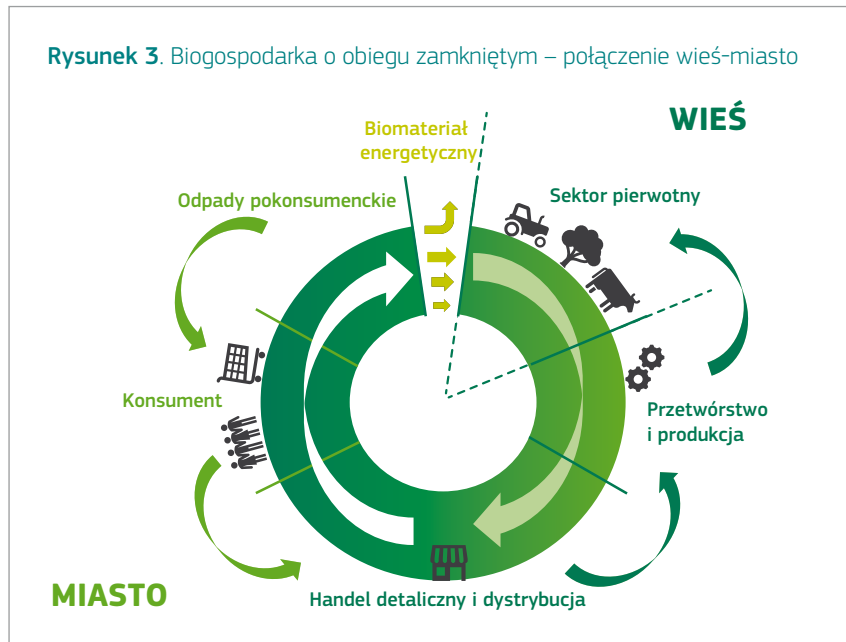 Rysunek 3. Biogospodarka o obiegu zamkniętym – połączenie wieś-miasto
WIEŚ
Biomateriał
energetyczny
Odpady pokonsumenckie
Sektor pierwotny
Konsument
Przetwórstwo
i produkcja
MIASTO
Handel detaliczny i dystrybucja